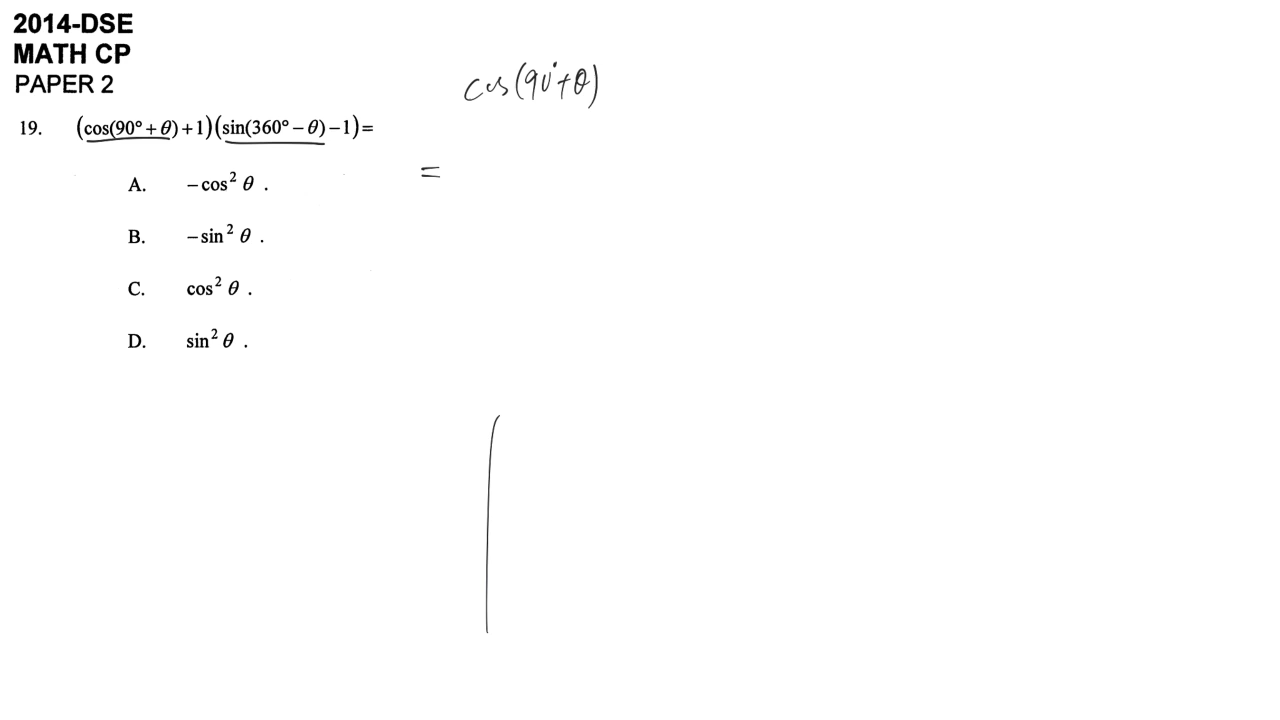 2014-DSE
MATH CP
PAPER 2
cos(90°+θ)
19. (cos(90° + θ) + 1)(sin(360° − θ) − 1) =
=
A. − cos² θ .
B. − sin² θ .
C. cos² θ .
D. sin² θ .